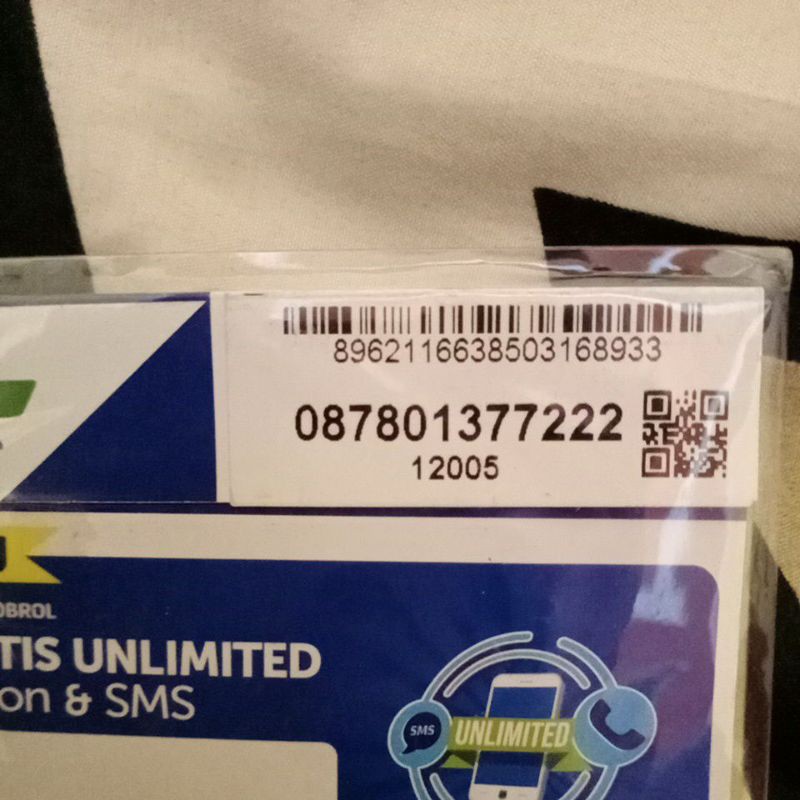 8962116638503168933
087801377222
12005
OBROL
TIS UNLIMITED
on & SMS
SMS
UNLIMITED